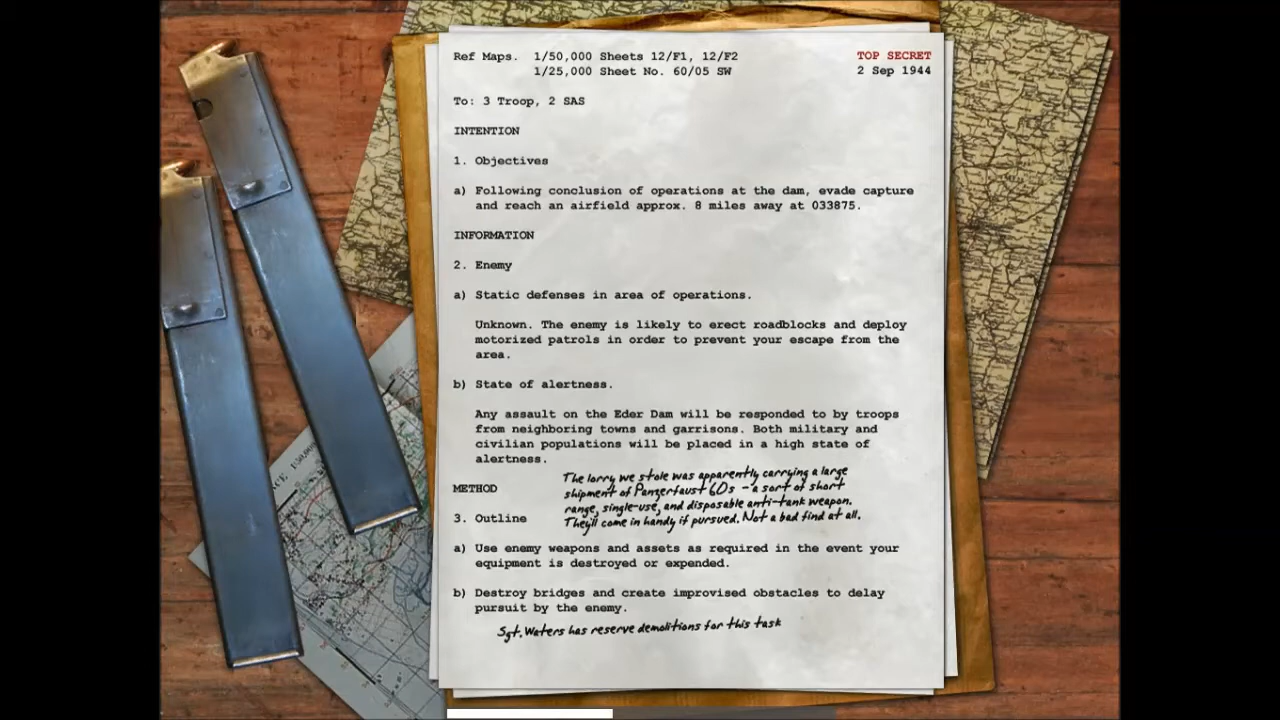 Ref Maps. 1/50,000 Sheets 12/F1, 12/F2
TOP SECRET
1/25,000 Sheet No. 60/05 SW
2 Sep 1944
To: 3 Troop, 2 SAS
INTENTION
1. Objectives
a) Following conclusion of operations at the dam, evade capture
and reach an airfield approx. 8 miles away at 033875.
INFORMATION
2. Enemy
a) Static defenses in area of operations.
Unknown. The enemy is likely to erect roadblocks and deploy
motorized patrols in order to prevent your escape from the
area.
b) State of alertness.
Any assault on the Eder Dam will be responded to by troops
from neighboring towns and garrisons. Both military and
civilian populations will be placed in a high state of
alertness.
The lorry we stole was apparently carrying a large
shipment of Panzerfaust 60s - a sort of short
range, single-use, and disposable anti-tank weapon.
They'll come in handy if pursued. Not a bad find at all.
METHOD
3. Outline
a) Use enemy weapons and assets as required in the event your
equipment is destroyed or expended.
b) Destroy bridges and create improvised obstacles to delay
pursuit by the enemy.
Sgt. Waters has reserve demolitions for this task